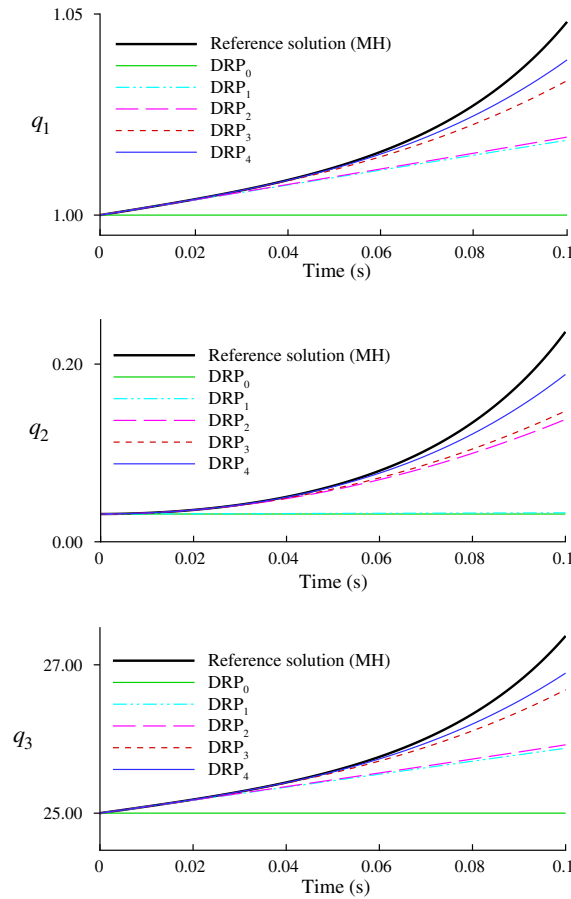 1.05
Reference solution (MH)
DRP₀
DRP₁
DRP₂
DRP₃
DRP₄
q₁
1.00
0 0.02 0.04 0.06 0.08 0.1
Time (s)
0.20
Reference solution (MH)
DRP₀
DRP₁
DRP₂
DRP₃
DRP₄
q₂
0.00
0 0.02 0.04 0.06 0.08 0.1
Time (s)
27.00
Reference solution (MH)
DRP₀
DRP₁
DRP₂
DRP₃
DRP₄
q₃
25.00
0 0.02 0.04 0.06 0.08 0.1
Time (s)